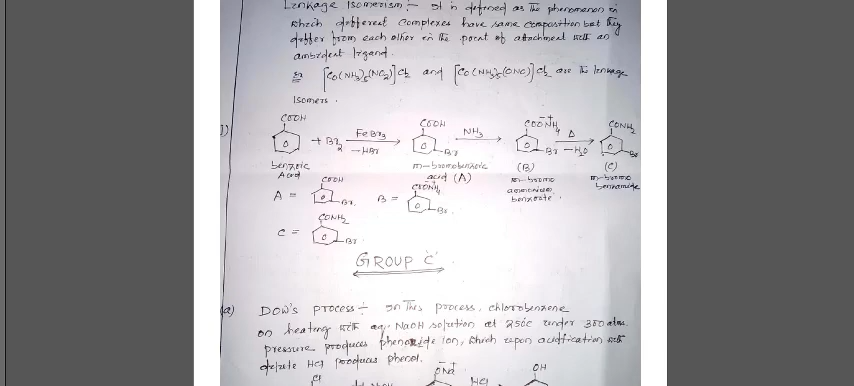 Linkage Isomerism :- It is defined as the phenomenon in
which different complexes have same composition but they
differ from each other in the point of attachment with an
ambident ligand.
Ex [Co(NH3)5(NO2)]Cl2 and [Co(NH3)5(ONO)]Cl2 are the linkage
Isomers.
COOH COOH COONH4 CONH2
+ Br2 FeBr3 -HBr Br NH3 Br Δ -H2O Br
benzoic Acid m-bromobenzoic acid (A) (B) m-bromo ammonium benzoate. (C) m-bromo benzamide
A = COOH Br. B = COONH4 Br.
C = CONH2 Br
GROUP C
(a) DOW'S process :- In this process, chlorobenzene
on heating with aq. NaOH solution at 250c under 300 atm.
pressure produces phenoxide ion, which upon acidification with
dilute HCl produces phenol.
Cl HCl OH